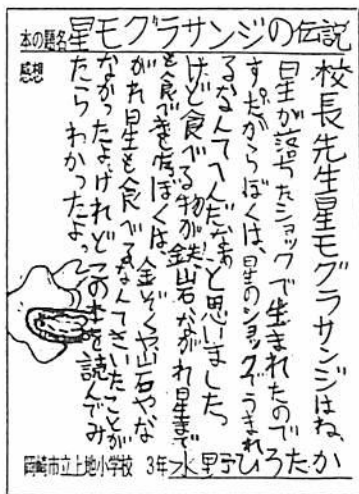 本の題名 星モグラサンジの伝説
感想
校長先生星モグラサンジはね、
星が落ちたショックで生まれたので
す。だからぼくは、星のショックでうまれ
るなんてへんだなぁと思いました。
けど食べる物が鉄、岩ながれ星まで
も食べ ぼくは、金ぞくや岩やな
がれ星も食べるなんてきいたことが
なかったよ。けれどこの本を読んでみ
たらわかったよ。
岡崎市立上地小学校 3年 水野ひろたか